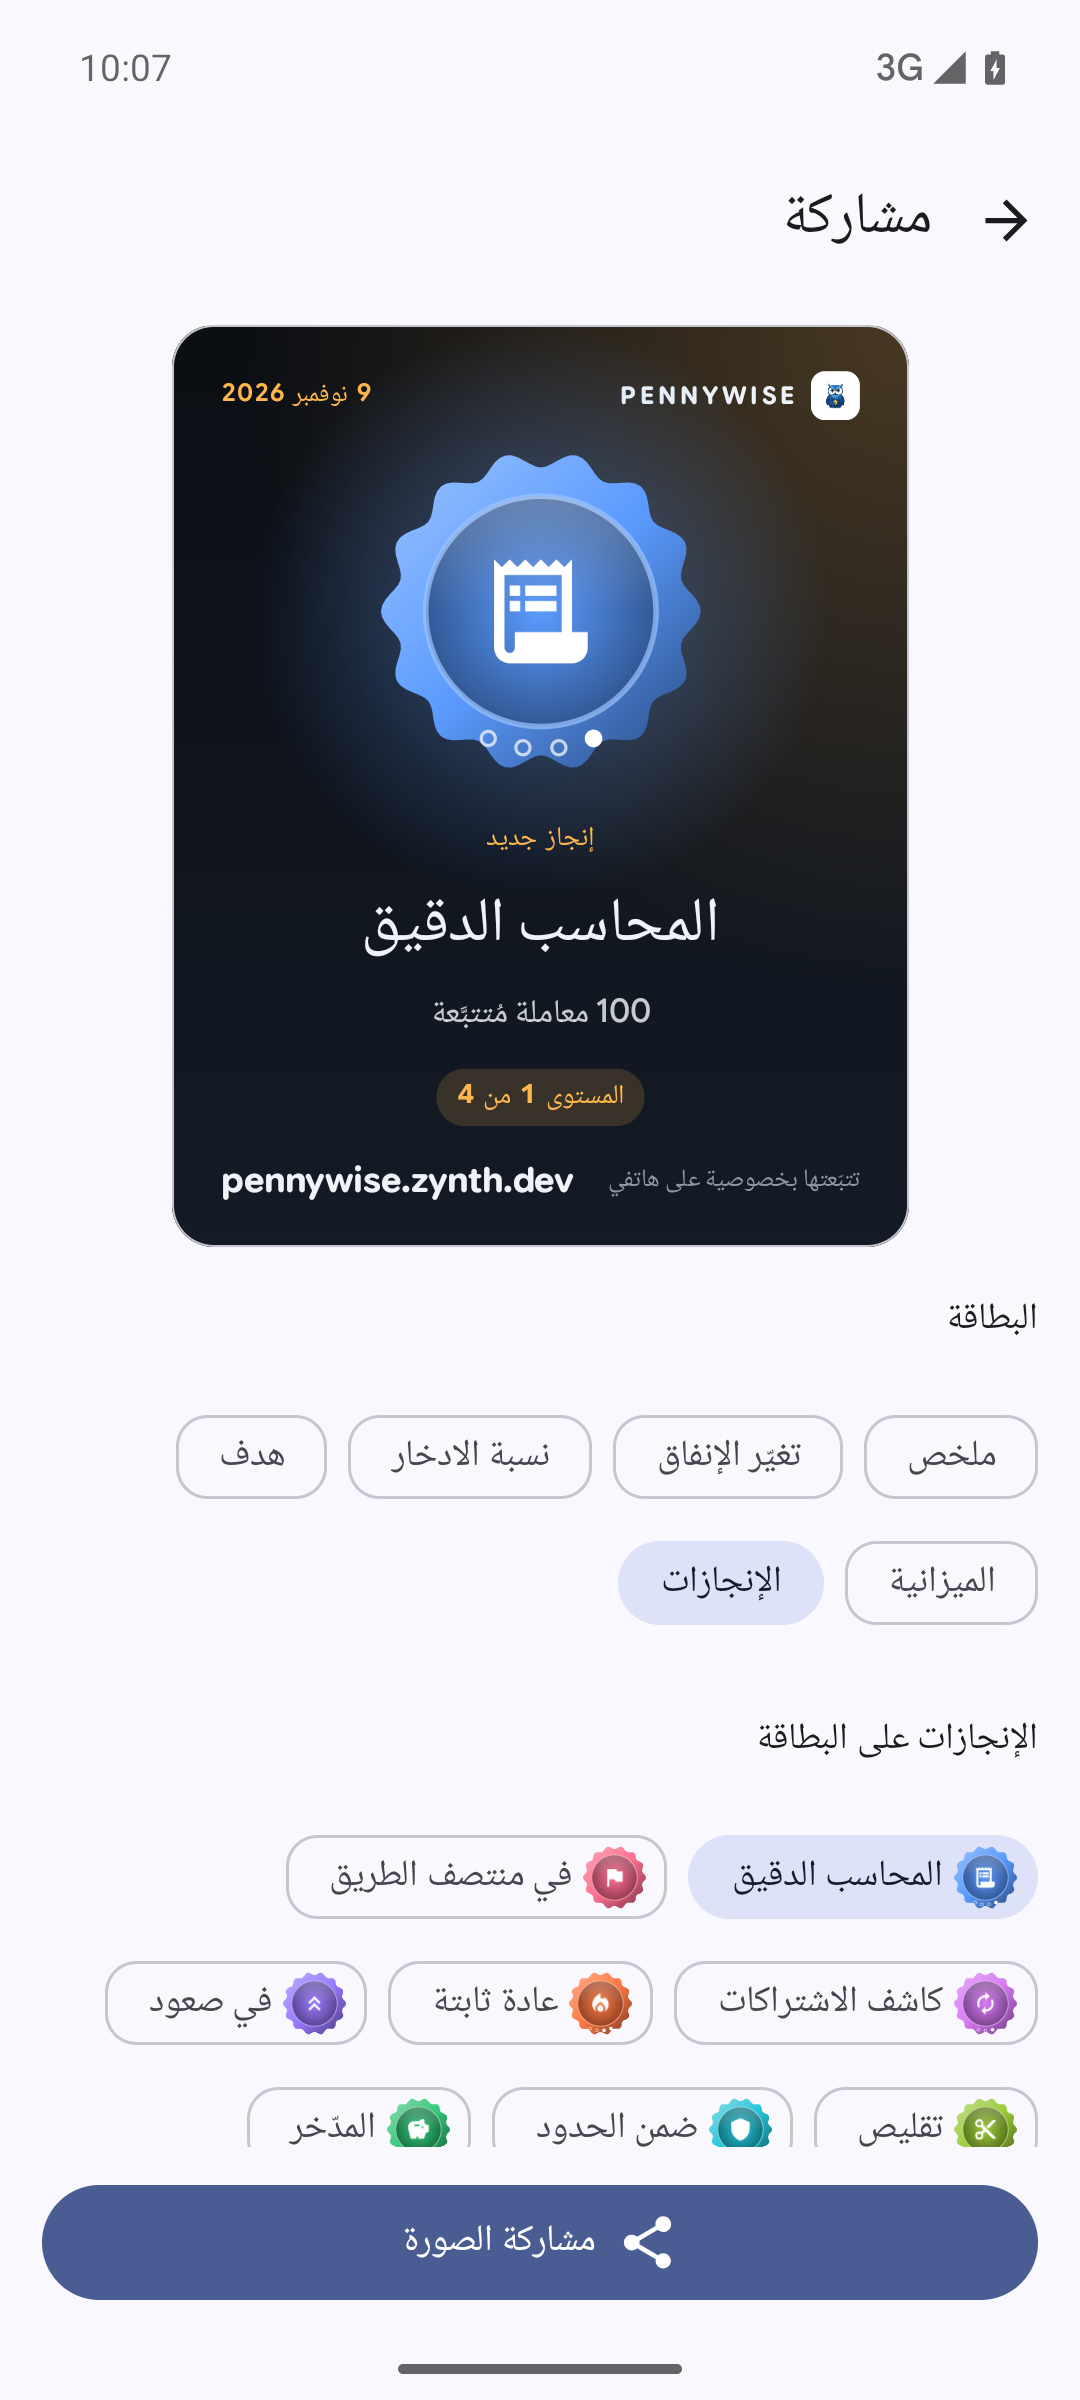 10:07 3G
مشاركة
PENNYWISE 9 نوفمبر 2026
إنجاز جديد
المحاسب الدقيق
100 معاملة مُتتبَّعة
المستوى 1 من 4
تتبّعتها بخصوصية على هاتفي pennywise.zynth.dev
البطاقة
ملخص تغيّر الإنفاق نسبة الادخار هدف
الميزانية الإنجازات
الإنجازات على البطاقة
المحاسب الدقيق في منتصف الطريق
كاشف الاشتراكات عادة ثابتة في صعود
تقليص ضمن الحدود المدّخر
مشاركة الصورة